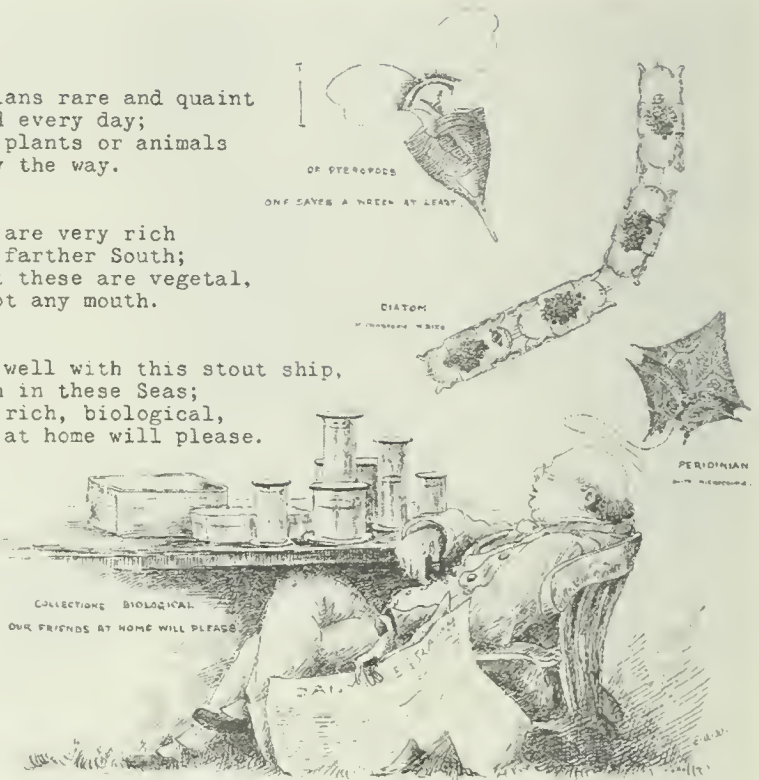 ans rare and quaint
every day;
plants or animals
the way.
are very rich
farther South;
these are vegetal,
ot any mouth.
well with this stout ship,
in these Seas;
rich, biological,
at home will please.
OF PTEROPODS
ONE SAVES A WREEK AT LEAST.
DIATOM
PERIDINIAN
COLLECTIONS BIOLOGICAL
OUR FRIENDS AT HOME WILL PLEASE